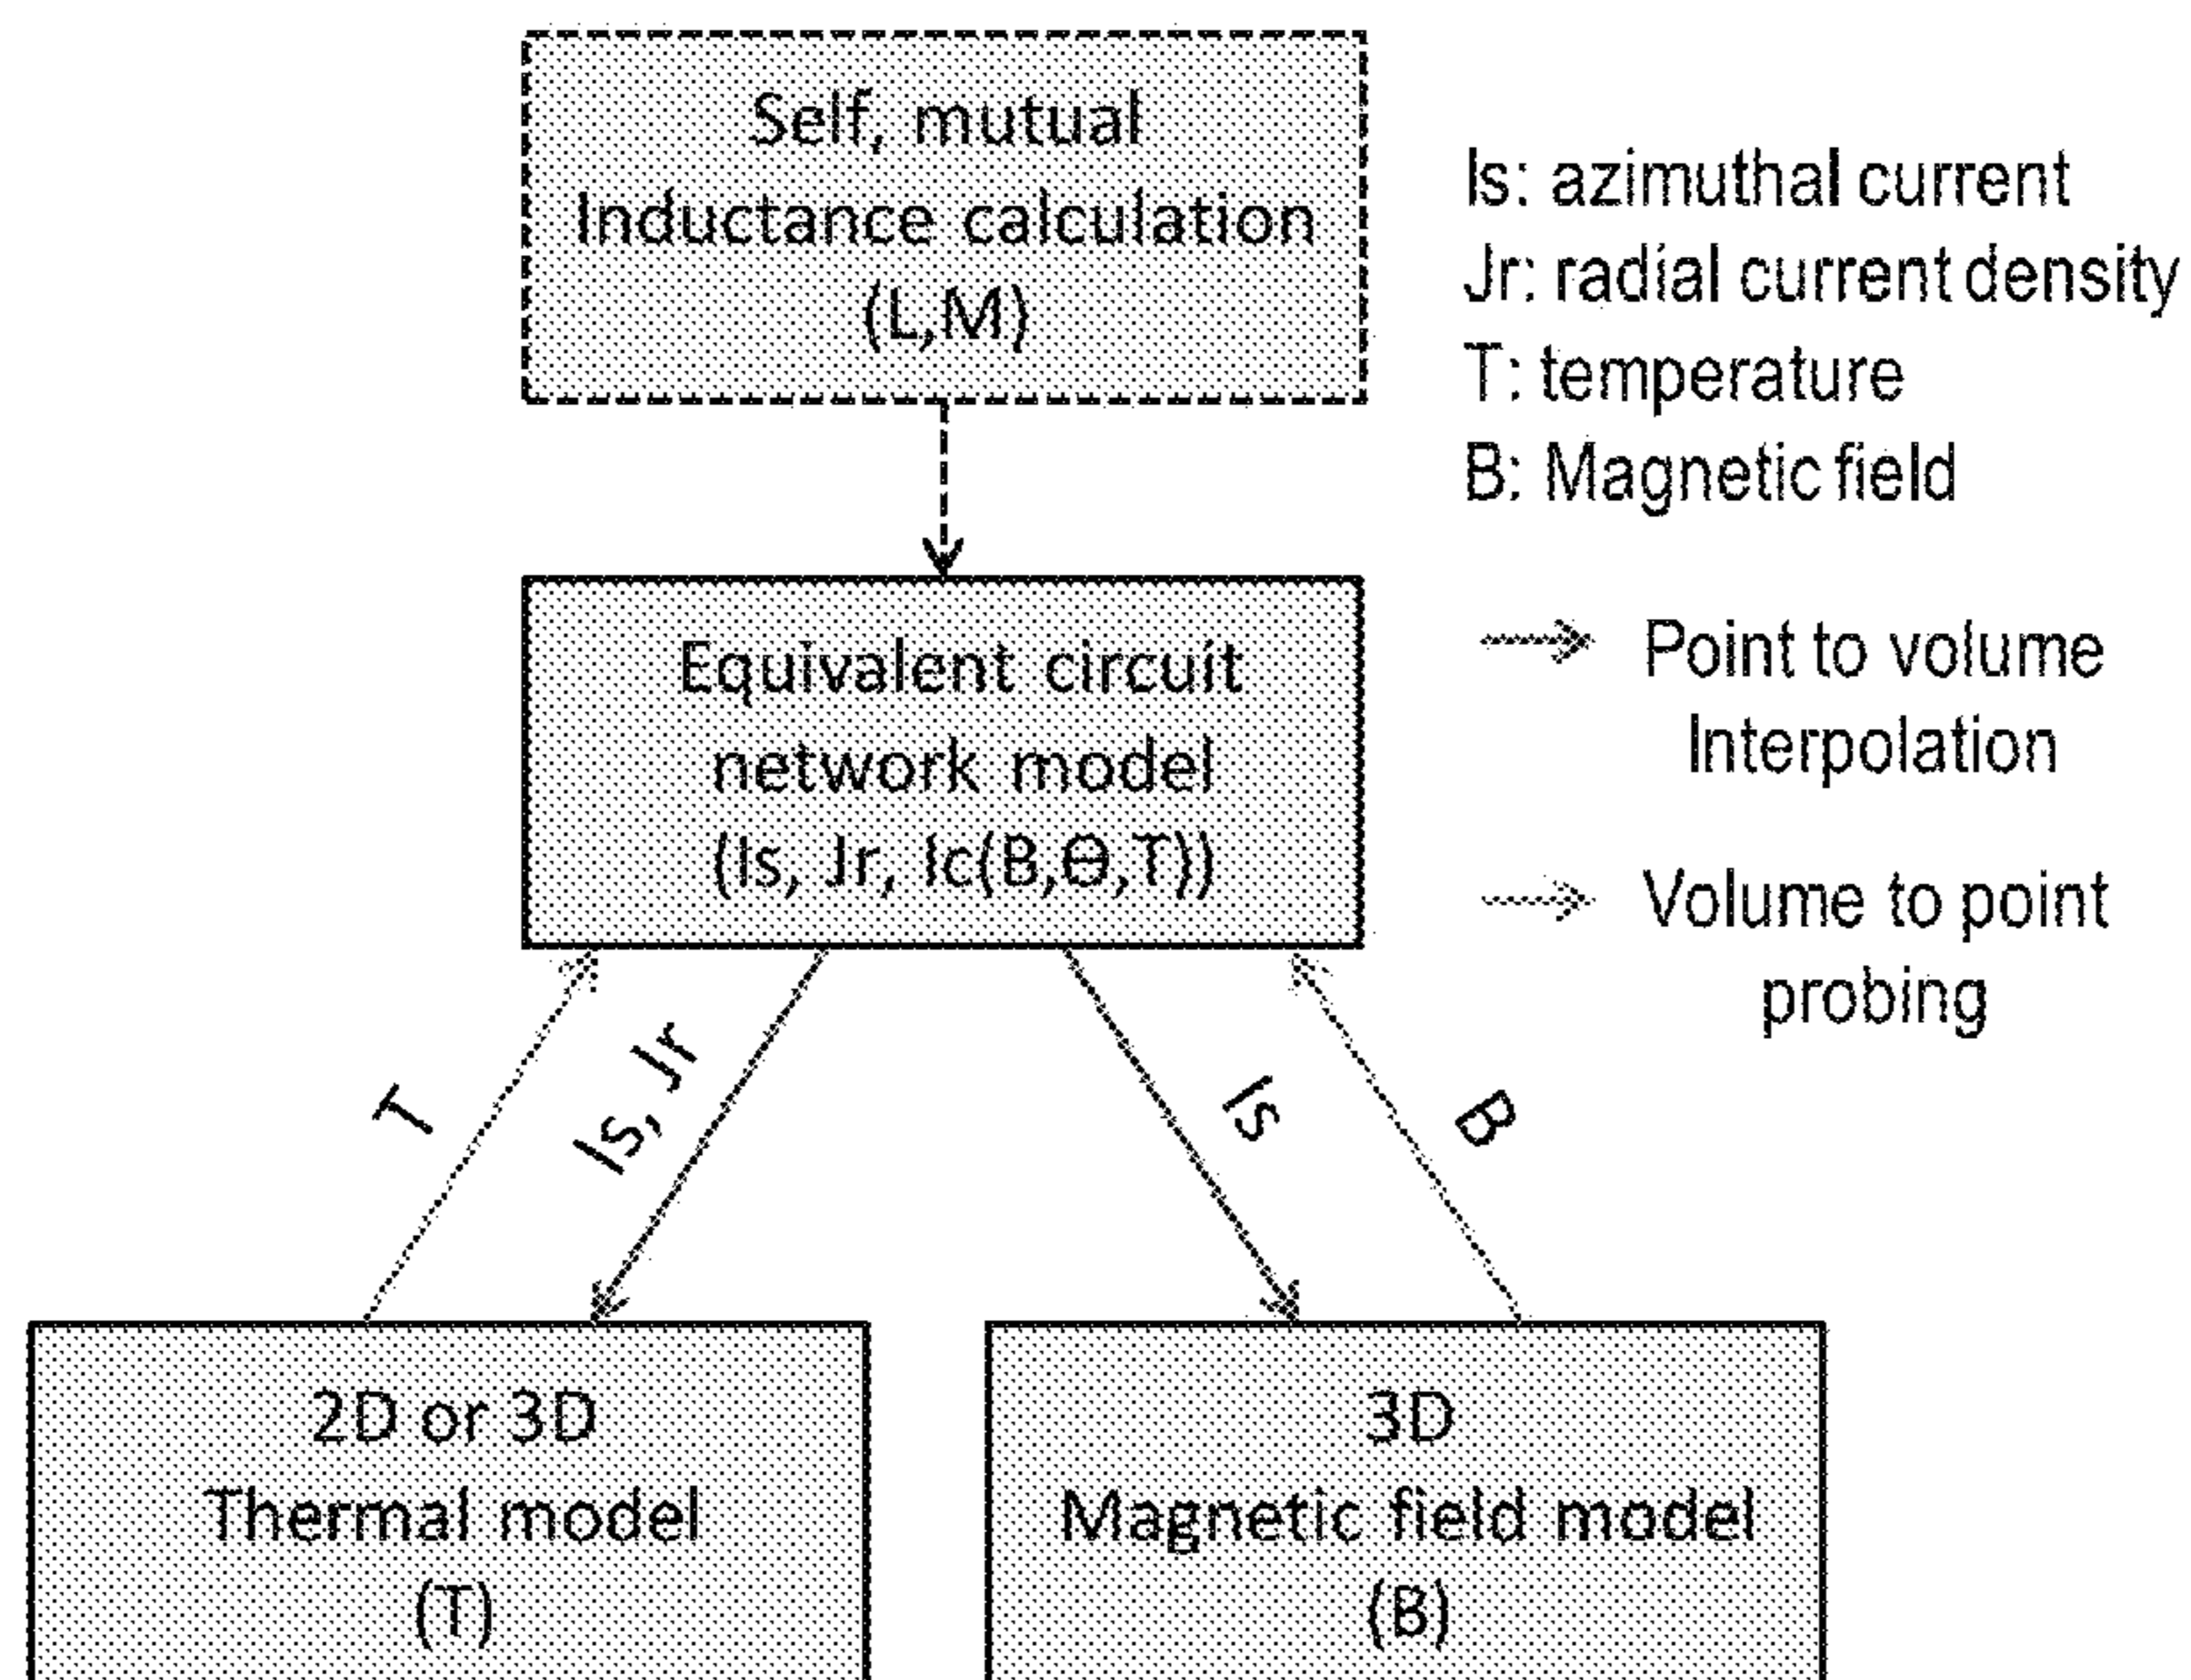 Self, mutual
Inductance calculation
(L,M)
Is: azimuthal current
Jr: radial current density
T: temperature
B: Magnetic field
Equivalent circuit
network model
(Is, Jr, Ic(B,Θ,T))
Point to volume
Interpolation
Volume to point
probing
T
Is, Jr
Is
B
2D or 3D
Thermal model
(T)
3D
Magnetic field model
(B)